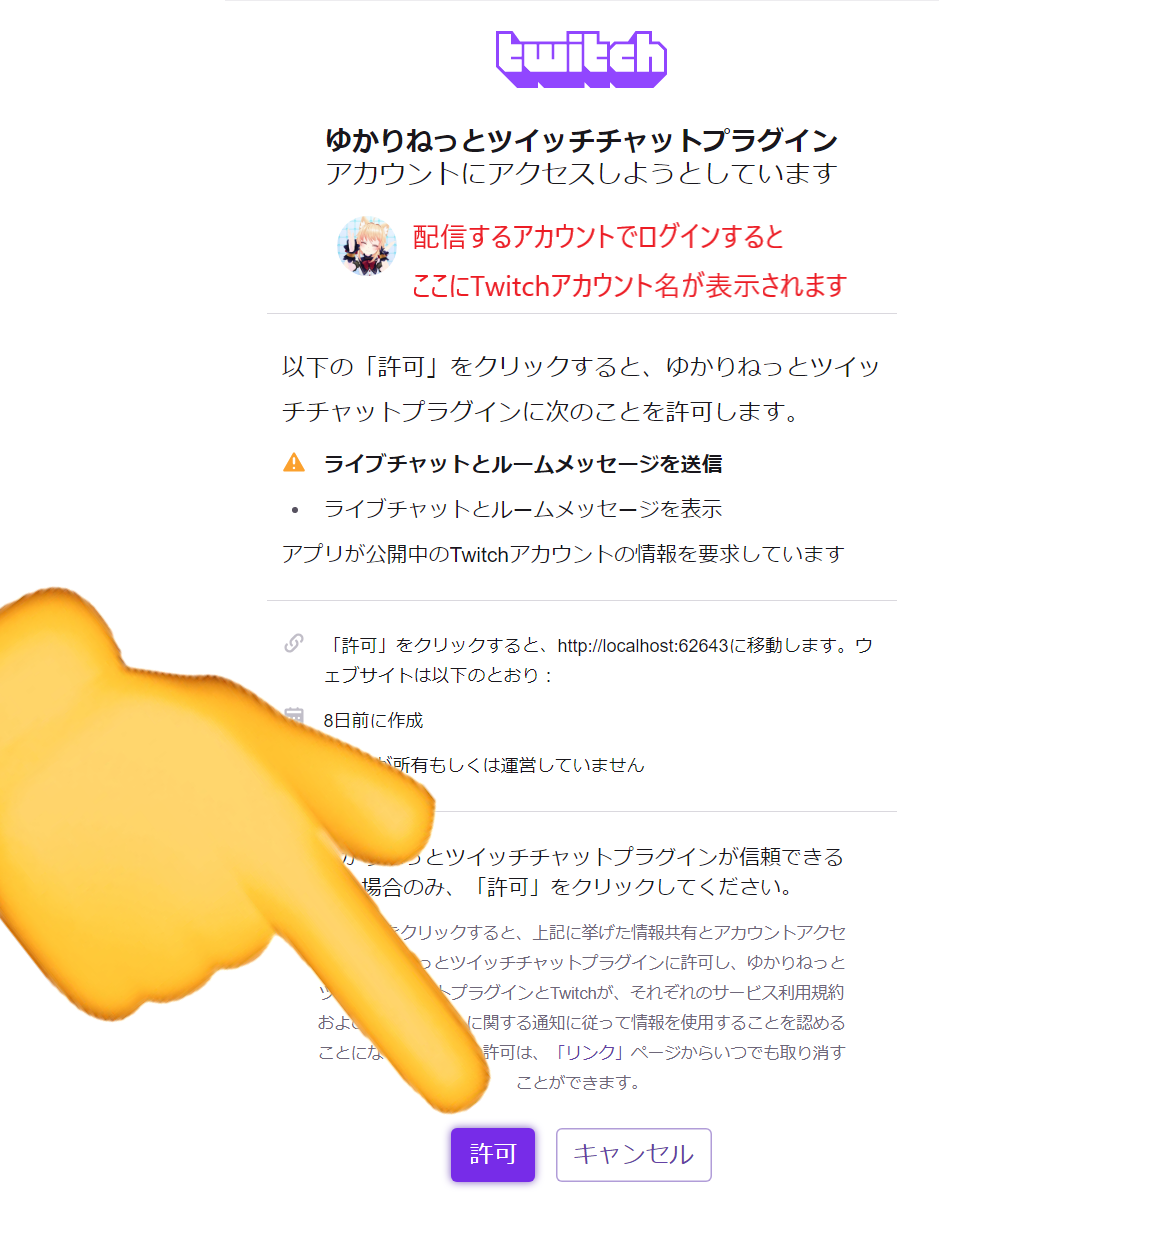 twitch
ゆかりねっとツイッチチャットプラグイン
アカウントにアクセスしようとしています
配信するアカウントでログインすると
ここにTwitchアカウント名が表示されます
以下の「許可」をクリックすると、ゆかりねっとツイッ
チチャットプラグインに次のことを許可します。
ライブチャットとルームメッセージを送信
• ライブチャットとルームメッセージを表示
アプリが公開中のTwitchアカウントの情報を要求しています
「許可」をクリックすると、http://localhost:62643に移動します。ウ
ェブサイトは以下のとおり：
8日前に作成
が所有もしくは運営していません
っとツイッチチャットプラグインが信頼できる
場合のみ、「許可」をクリックしてください。
クリックすると、上記に挙げた情報共有とアカウントアクセ
っとツイッチチャットプラグインに許可し、ゆかりねっと
トプラグインとTwitchが、それぞれのサービス利用規約
およ に関する通知に従って情報を使用することを認める
ことにな 許可は、「リンク」ページからいつでも取り消す
ことができます。
許可
キャンセル